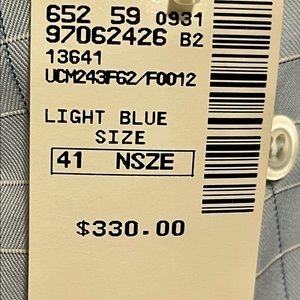 652 59 0931
97062426 B2
13641
UCM243F62/F0012
LIGHT BLUE
SIZE
41 NSZE
$330.00